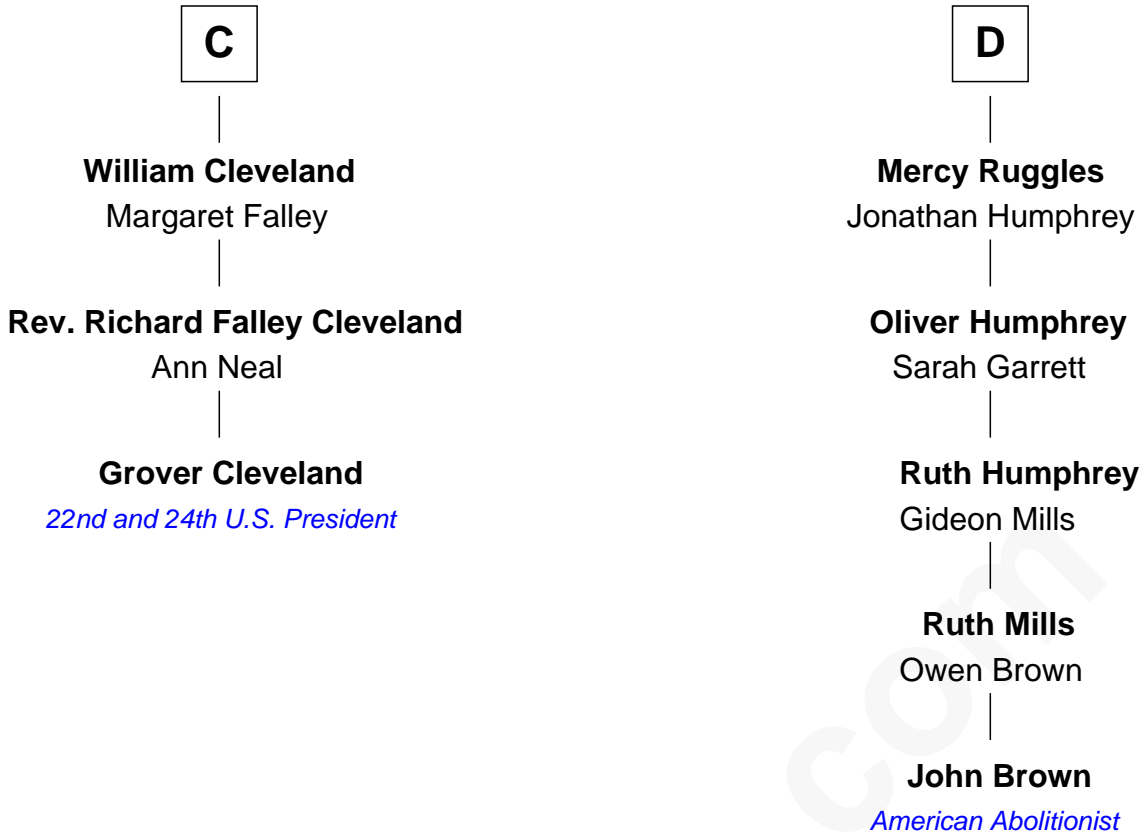 C
William Cleveland
Margaret Falley
Rev. Richard Falley Cleveland
Ann Neal
Grover Cleveland
22nd and 24th U.S. President
D
Mercy Ruggles
Jonathan Humphrey
Oliver Humphrey
Sarah Garrett
Ruth Humphrey
Gideon Mills
Ruth Mills
Owen Brown
John Brown
American Abolitionist
com